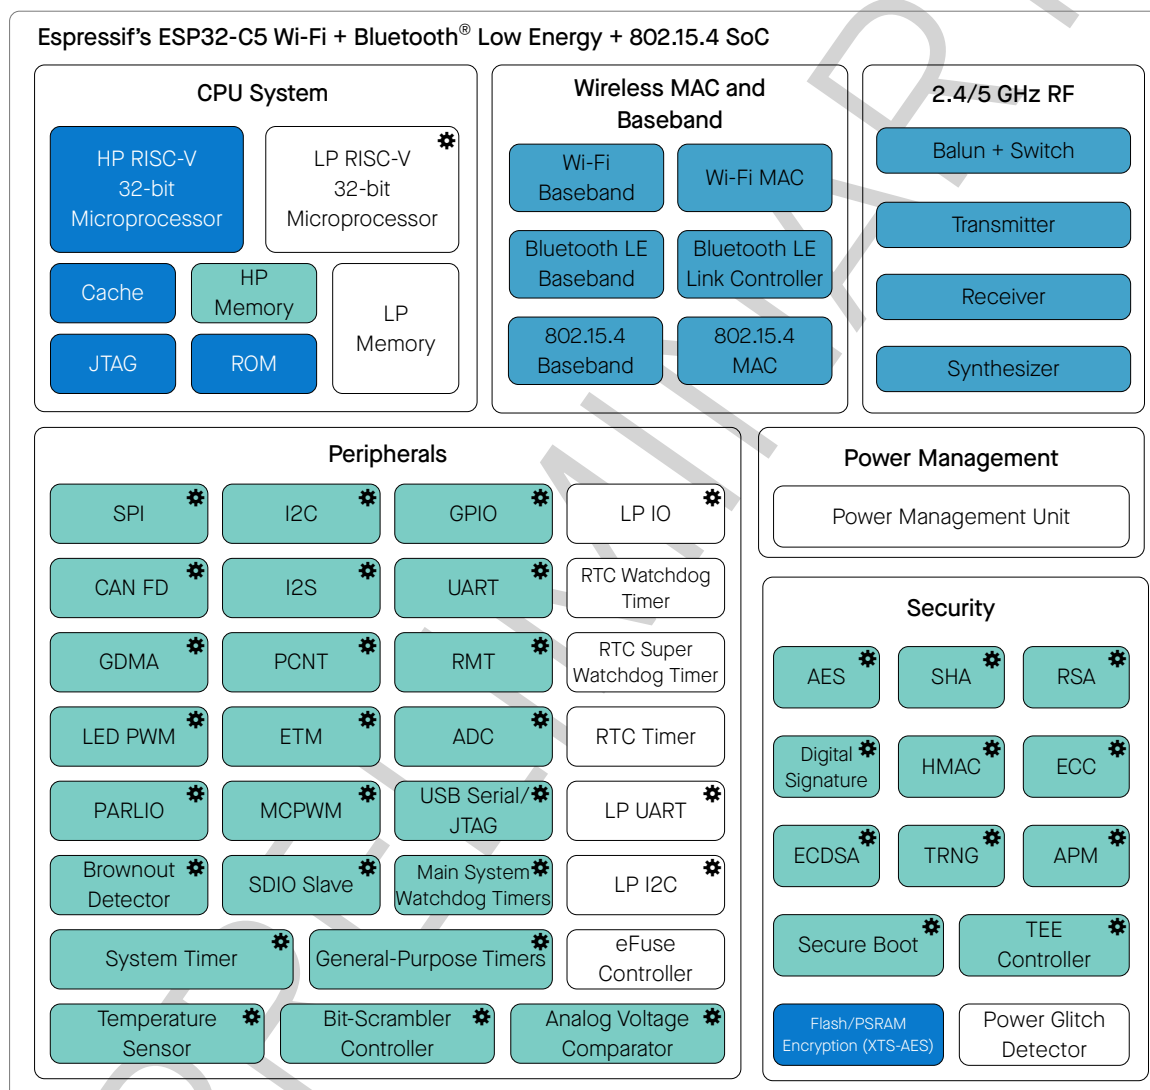 Espressif's ESP32-C5 Wi-Fi + Bluetooth® Low Energy + 802.15.4 SoC
CPU System
HP RISC-V
32-bit
Microprocessor
LP RISC-V
32-bit
Microprocessor
Cache
HP
Memory
LP
Memory
JTAG
ROM
Wireless MAC and
Baseband
Wi-Fi
Baseband
Wi-Fi MAC
Bluetooth LE
Baseband
Bluetooth LE
Link Controller
802.15.4
Baseband
802.15.4
MAC
2.4/5 GHz RF
Balun + Switch
Transmitter
Receiver
Synthesizer
Peripherals
SPI
I2C
GPIO
LP IO
CAN FD
I2S
UART
RTC Watchdog
Timer
GDMA
PCNT
RMT
RTC Super
Watchdog Timer
LED PWM
ETM
ADC
RTC Timer
PARLIO
MCPWM
USB Serial/
JTAG
LP UART
Brownout
Detector
SDIO Slave
Main System
Watchdog Timers
LP I2C
System Timer
General-Purpose Timers
eFuse
Controller
Temperature
Sensor
Bit-Scrambler
Controller
Analog Voltage
Comparator
Power Management
Power Management Unit
Security
AES
SHA
RSA
Digital
Signature
HMAC
ECC
ECDSA
TRNG
APM
Secure Boot
TEE
Controller
Flash/PSRAM
Encryption (XTS-AES)
Power Glitch
Detector